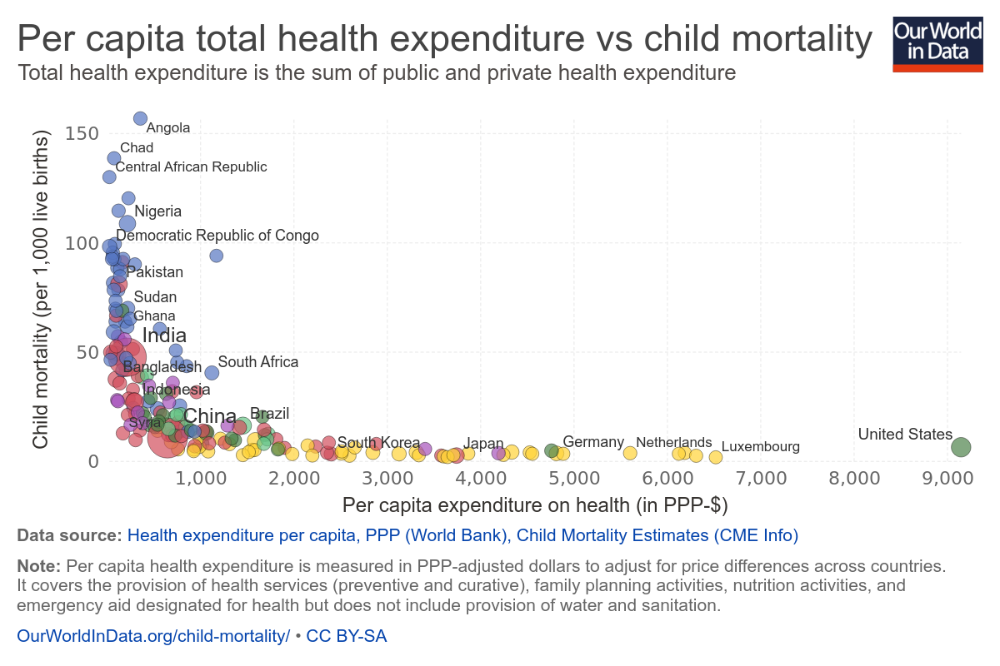 Per capita total health expenditure vs child mortality
Our World
in Data
Total health expenditure is the sum of public and private health expenditure
Child mortality (per 1,000 live births)
150
100
50
0
Angola
Chad
Central African Republic
Nigeria
Democratic Republic of Congo
Pakistan
Sudan
Ghana
India
South Africa
Bangladesh
Indonesia
China
Brazil
Syria
South Korea
Japan
Germany
Netherlands
Luxembourg
United States
1,000
2,000
3,000
4,000
5,000
6,000
7,000
8,000
9,000
Per capita expenditure on health (in PPP-$)
Data source: Health expenditure per capita, PPP (World Bank), Child Mortality Estimates (CME Info)
Note: Per capita health expenditure is measured in PPP-adjusted dollars to adjust for price differences across countries.
It covers the provision of health services (preventive and curative), family planning activities, nutrition activities, and
emergency aid designated for health but does not include provision of water and sanitation.
OurWorldInData.org/child-mortality/ • CC BY-SA